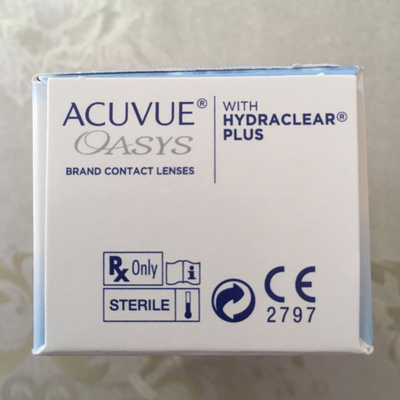 ACUVUE®
OASYS
BRAND CONTACT LENSES
WITH
HYDRACLEAR®
PLUS
Rx Only
i
STERILE
CE
2797